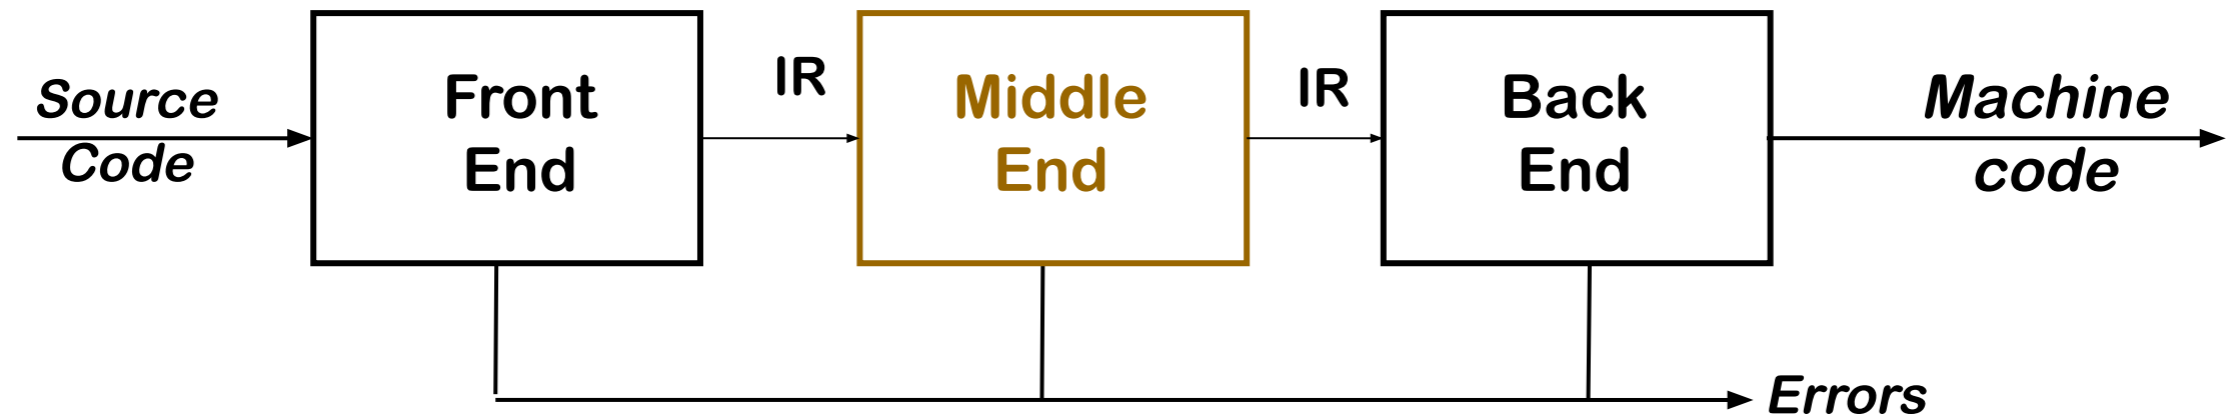 Source
Code
Front
End
IR
Middle
End
IR
Back
End
Machine
code
Errors